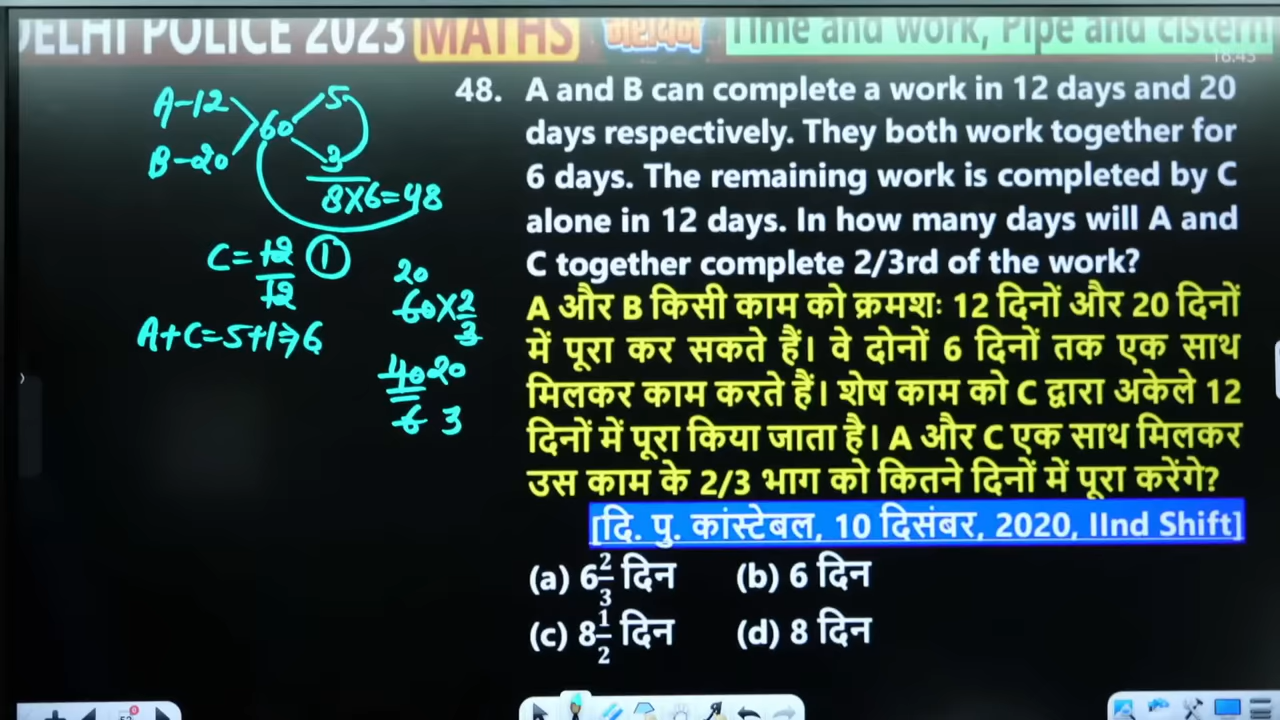 DELHI POLICE 2023 MATHS महापैक Time and work, Pipe and cistern
18:45
48. A and B can complete a work in 12 days and 20
days respectively. They both work together for
6 days. The remaining work is completed by C
alone in 12 days. In how many days will A and
C together complete 2/3rd of the work?
A और B किसी काम को क्रमशः 12 दिनों और 20 दिनों
में पूरा कर सकते हैं। वे दोनों 6 दिनों तक एक साथ
मिलकर काम करते हैं। शेष काम को C द्वारा अकेले 12
दिनों में पूरा किया जाता है। A और C एक साथ मिलकर
उस काम के 2/3 भाग को कितने दिनों में पूरा करेंगे?
[दि. पु. कांस्टेबल, 10 दिसंबर, 2020, IInd Shift]
(a) 6 2/3 दिन (b) 6 दिन
(c) 8 1/2 दिन (d) 8 दिन
A-12
60
5
B-20
3
8X6=48
C=12/12 1
20
60X2/3
A+C=5+1⇒6
40 20
6 3